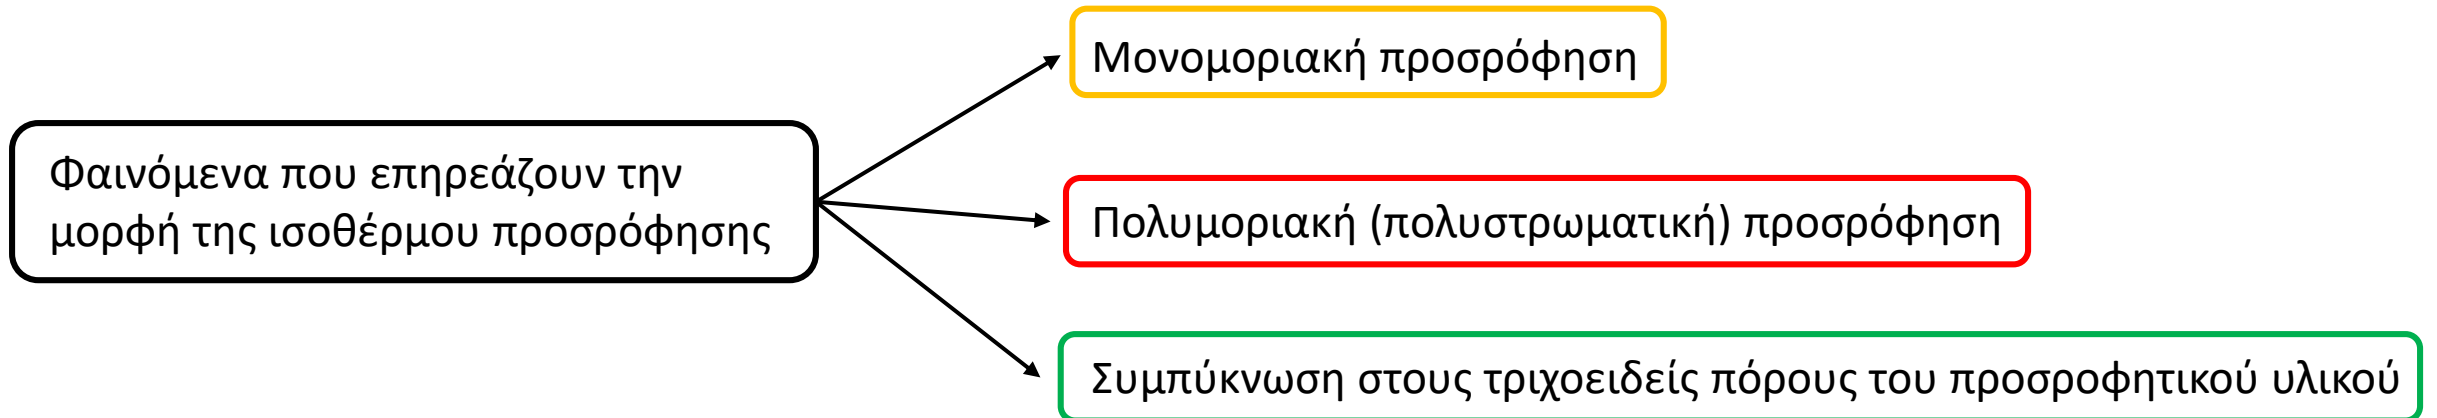 Μονομοριακή προσρόφηση
Φαινόμενα που επηρεάζουν την
μορφή της ισοθέρμου προσρόφησης
Πολυμοριακή (πολυστρωματική) προσρόφηση
Συμπύκνωση στους τριχοειδείς πόρους του προσροφητικού υλικού